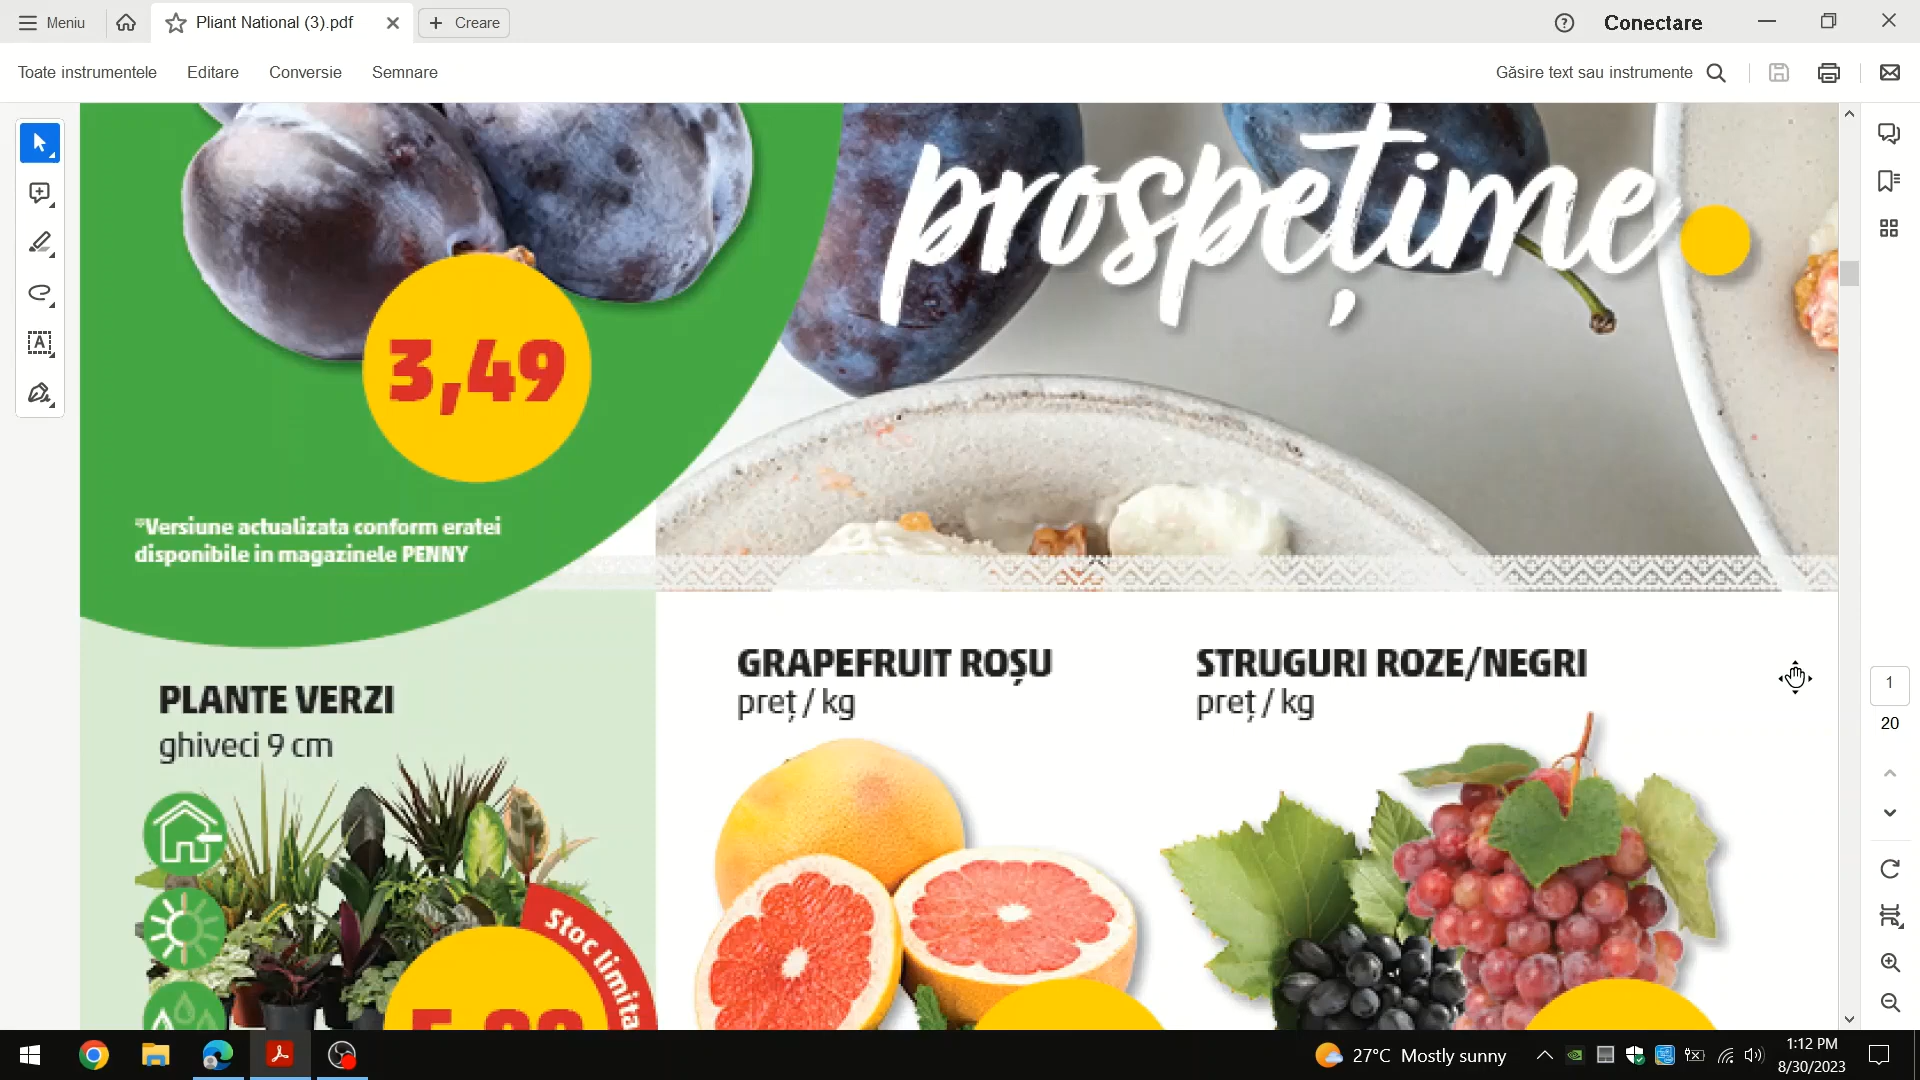 Meniu
Pliant National (3).pdf
Creare
Conectare
Toate instrumentele
Editare
Conversie
Semnare
Găsire text sau instrumente
prospețime
3,49
*Versiune actualizata conform eratei
disponibile in magazinele PENNY
PLANTE VERZI
ghiveci 9 cm
Stoc limita
GRAPEFRUIT ROȘU
preț / kg
STRUGURI ROZE/NEGRI
preț / kg
1
20
27°C Mostly sunny
1:12 PM
8/30/2023